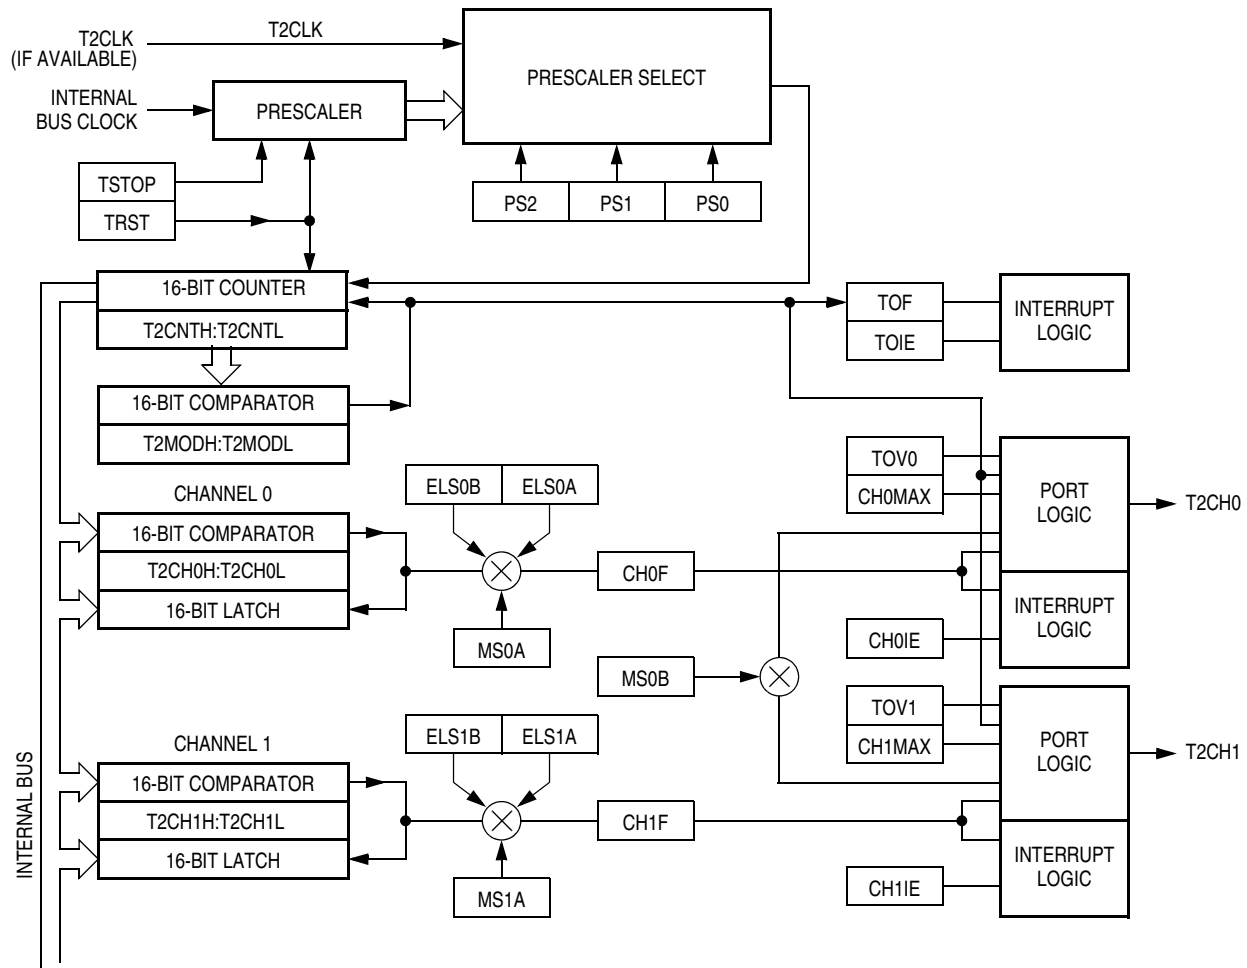 T2CLK
(IF AVAILABLE)
T2CLK
PRESCALER SELECT
INTERNAL
BUS CLOCK
PRESCALER
TSTOP
TRST
PS2
PS1
PS0
16-BIT COUNTER
T2CNTH:T2CNTL
TOF
TOIE
INTERRUPT
LOGIC
16-BIT COMPARATOR
T2MODH:T2MODL
CHANNEL 0
ELS0B
ELS0A
TOV0
CH0MAX
PORT
LOGIC
T2CH0
16-BIT COMPARATOR
T2CH0H:T2CH0L
16-BIT LATCH
CH0F
MS0A
INTERRUPT
LOGIC
CH0IE
MS0B
CHANNEL 1
ELS1B
ELS1A
TOV1
CH1MAX
PORT
LOGIC
T2CH1
INTERNAL BUS
16-BIT COMPARATOR
T2CH1H:T2CH1L
16-BIT LATCH
CH1F
MS1A
INTERRUPT
LOGIC
CH1IE